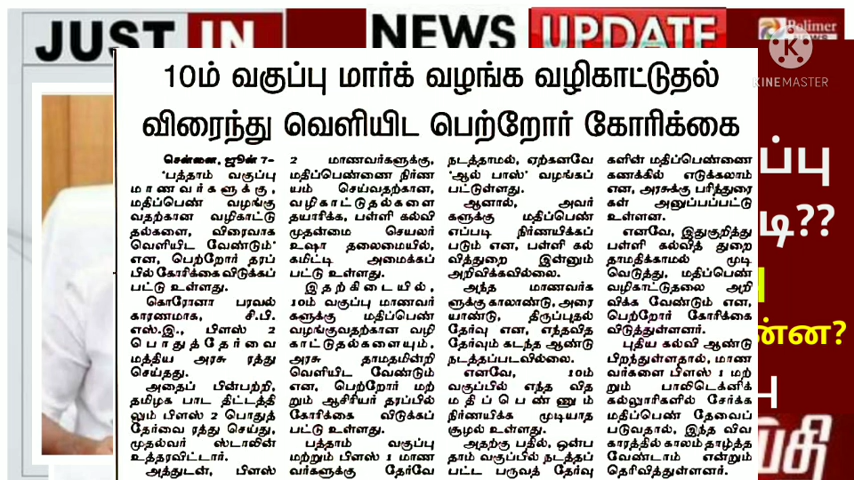 JUST IN
NEWS UPDATE
Polimer
NEWS
K
KINEMASTER
10ம் வகுப்பு மார்க் வழங்க வழிகாட்டுதல்
விரைந்து வெளியிட பெற்றோர் கோரிக்கை
சென்னை, ஜூன் 7–
'பத்தாம் வகுப்பு
மாணவர்களுக்கு,
மதிப்பெண் வழங்கு
வதற்கான வழிகாட்டு
தல்களை, விரைவாக
வெளியிட வேண்டும்'
என, பெற்றோர் தரப்
பில் கோரிக்கை விடுக்கப்
பட்டு உள்ளது.
கொரோனா பரவல்
காரணமாக, சி.பி.
எஸ்.இ., பிளஸ் 2
பொதுத்தேர்வை
மத்திய அரசு ரத்து
செய்தது.
அதைப் பின்பற்றி,
தமிழக பாட திட்டத்தி
லும் பிளஸ் 2 பொதுத்
தேர்வை ரத்து செய்து,
முதல்வர் ஸ்டாலின்
உத்தரவிட்டார்.
அத்துடன், பிளஸ்
2 மாணவர்களுக்கு,
மதிப்பெண்ணை நிர்ண
யம் செய்வதற்கான,
வழிகாட்டுதல்களை
தயாரிக்க, பள்ளி கல்வி
முதன்மை செயலர்
உஷா தலைமையில்,
கமிட்டி அமைக்கப்
பட்டு உள்ளது.
இதற்கிடையில்,
10ம் வகுப்பு மாணவர்
களுக்கு மதிப்பெண்
வழங்குவதற்கான வழி
காட்டுதல்களையும்,
அரசு தாமதமின்றி
வெளியிட வேண்டும்
என, பெற்றோர் மற்
றும் ஆசிரியர் தரப்பில்
கோரிக்கை விடுக்கப்
பட்டு உள்ளது.
பத்தாம் வகுப்பு
மற்றும் பிளஸ் 1 மாண
வர்களுக்கு தேர்வே
நடத்தாமல், ஏற்கனவே
'ஆல் பாஸ்' வழங்கப்
பட்டுள்ளது.
ஆனால், அவர்
களுக்கு மதிப்பெண்
எப்படி நிர்ணயிக்கப்
படும் என, பள்ளி கல்
வித்துறை இன்னும்
அறிவிக்கவில்லை.
அந்த மாணவர்க
ளுக்கு காலாண்டு, அரை
யாண்டு, திருப்புதல்
தேர்வு என, எந்தவித
தேர்வும் கடந்த ஆண்டு
நடத்தப்படவில்லை.
எனவே, 10ம்
வகுப்பில் எந்த வித
மதிப்பெண்ணும்
நிர்ணயிக்க முடியாத
சூழல் உள்ளது.
அதற்கு பதில், ஒன்ப
தாம் வகுப்பில் நடத்தப்
பட்ட பருவத் தேர்வு
களின் மதிப்பெண்ணை
கணக்கில் எடுக்கலாம்
என, அரசுக்கு பரிந்துரை
கள் அனுப்பப்பட்டு
உள்ளன.
எனவே, இதுகுறித்து
பள்ளி கல்வித் துறை
தாமதிக்காமல் முடி
வெடுத்து, மதிப்பெண்
வழிகாட்டுதலை அறி
விக்க வேண்டும் என,
பெற்றோர் கோரிக்கை
விடுத்துள்ளனர்.
புதிய கல்வி ஆண்டு
பிறந்துள்ளதால், மாண
வர்களை பிளஸ் 1 மற்
றும் பாலிடெக்னிக்
கல்லூரிகளில் சேர்க்க
மதிப்பெண் தேவைப்
படுவதால், இந்த விவ
காரத்தில் காலம் தாழ்த்த
வேண்டாம் என்றும்
தெரிவித்துள்ளனர்.
ப்பு
டி??
ன்ன?
பு
ய்தி